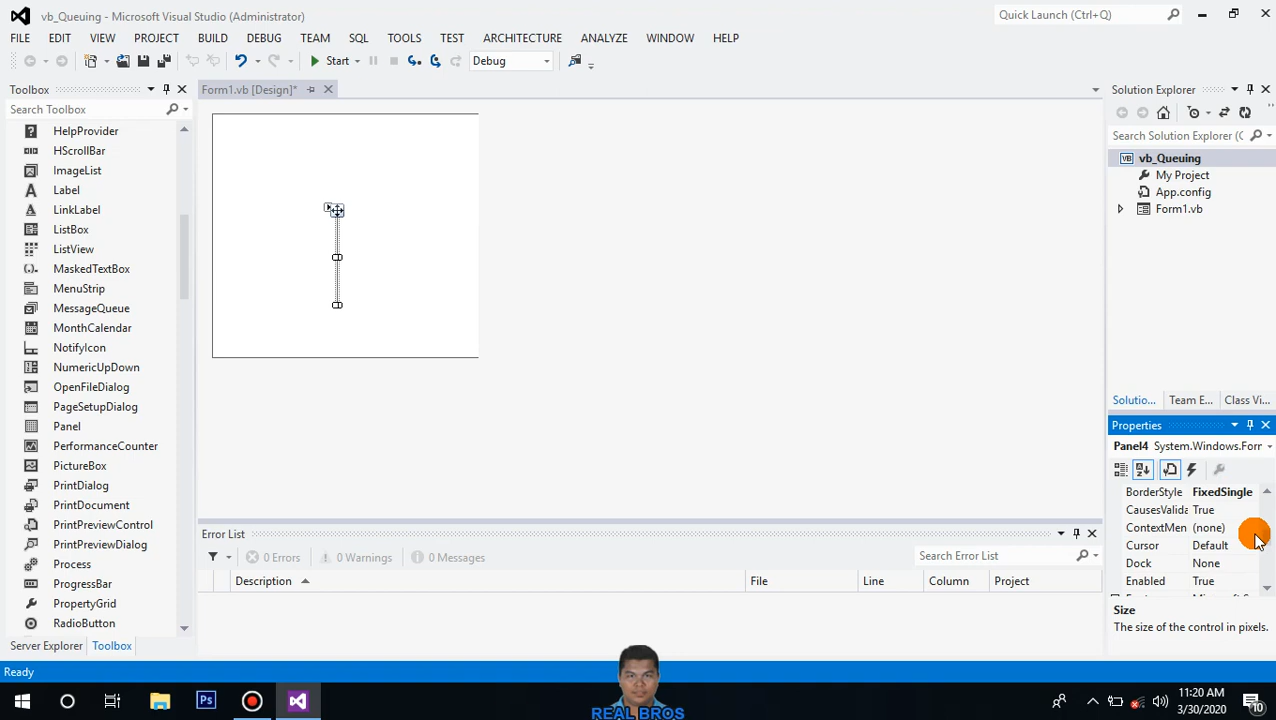 vb_Queuing - Microsoft Visual Studio (Administrator)
Quick Launch (Ctrl+Q)
FILE EDIT VIEW PROJECT BUILD DEBUG TEAM SQL TOOLS TEST ARCHITECTURE ANALYZE WINDOW HELP
Start
Debug
Toolbox
Search Toolbox
HelpProvider
HScrollBar
ImageList
Label
LinkLabel
ListBox
ListView
MaskedTextBox
MenuStrip
MessageQueue
MonthCalendar
NotifyIcon
NumericUpDown
OpenFileDialog
PageSetupDialog
Panel
PerformanceCounter
PictureBox
PrintDialog
PrintDocument
PrintPreviewControl
PrintPreviewDialog
Process
ProgressBar
PropertyGrid
RadioButton
Server Explorer Toolbox
Form1.vb [Design]*
Error List
0 Errors 0 Warnings 0 Messages
Search Error List
Description File Line Column Project
Solution Explorer
Search Solution Explorer (C
vb_Queuing
My Project
App.config
Form1.vb
Solutio... Team E... Class Vi...
Properties
Panel4 System.Windows.Forr
BorderStyle FixedSingle
CausesValida True
ContextMen (none)
Cursor Default
Dock None
Enabled True
Size
The size of the control in pixels.
Ready
Ps
REAL BROS
11:20 AM
3/30/2020
10